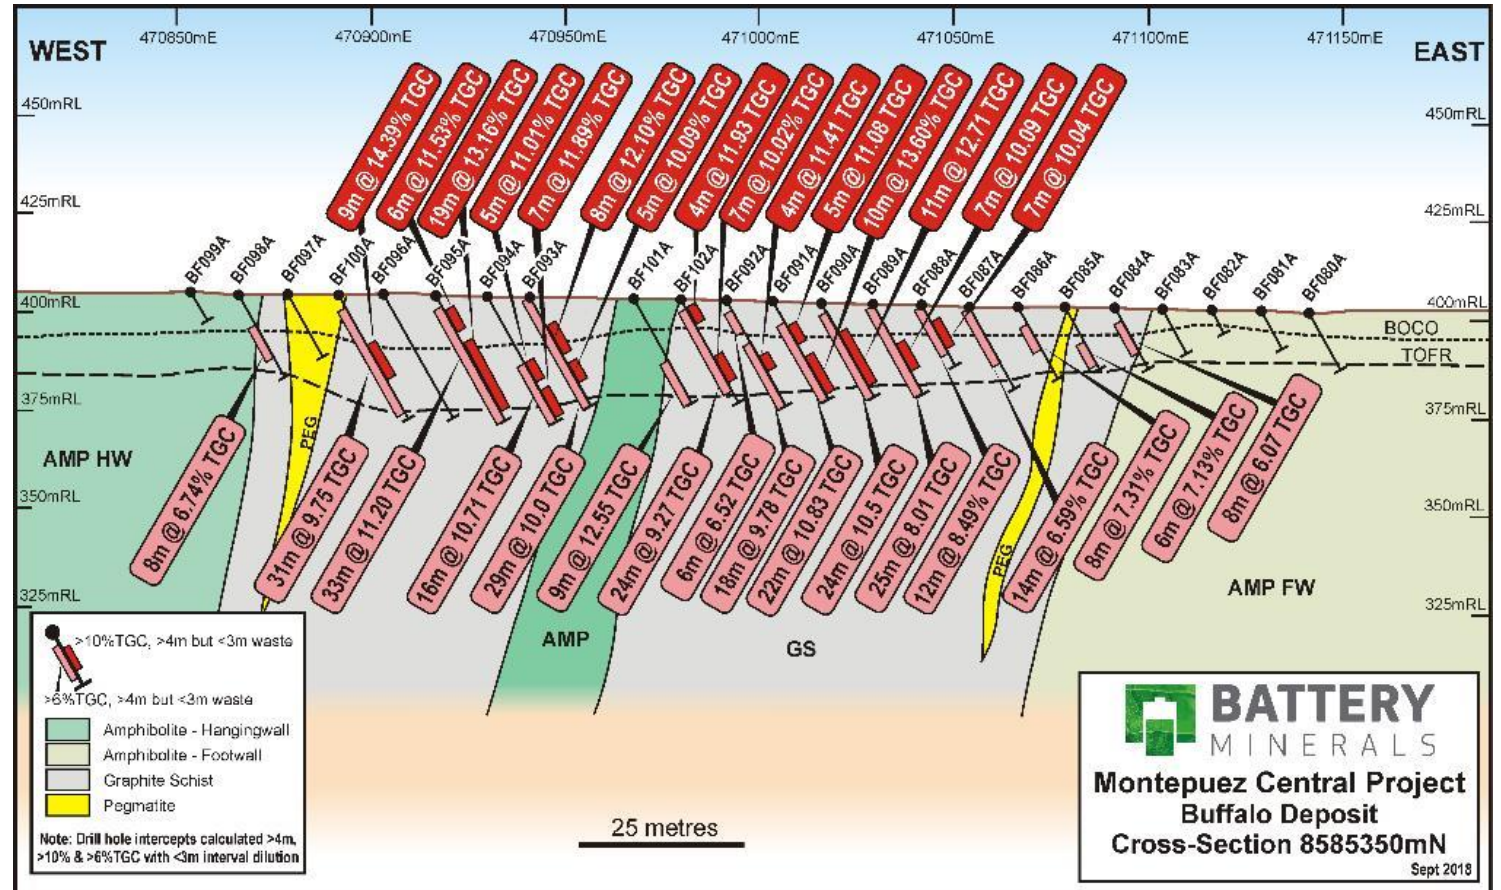 470850mE
470900mE
470950mE
471000mE
471050mE
471100mE
471150mE
WEST
EAST
450mRL
450mRL
425mRL
425mRL
400mRL
400mRL
375mRL
375mRL
350mRL
350mRL
325mRL
325mRL
9m @ 14.39% TGC
6m @ 11.53% TGC
19m @ 13.16% TGC
5m @ 11.01% TGC
7m @ 11.89% TGC
8m @ 12.10% TGC
5m @ 10.09% TGC
4m @ 11.93 TGC
7m @ 10.02% TGC
4m @ 11.41 TGC
5m @ 11.08 TGC
10m @ 13.60% TGC
11m @ 12.71 TGC
7m @ 10.09 TGC
7m @ 10.04 TGC
BF099A
BF098A
BF097A
BF100A
BF096A
BF095A
BF094A
BF093A
BF101A
BF102A
BF092A
BF091A
BF090A
BF089A
BF088A
BF087A
BF086A
BF085A
BF084A
BF083A
BF082A
BF081A
BF080A
BOCO
TOFR
8m @ 6.74% TGC
31m @ 9.75 TGC
33m @ 11.20 TGC
16m @ 10.71 TGC
29m @ 10.0 TGC
9m @ 12.55 TGC
24m @ 9.27 TGC
6m @ 6.52 TGC
18m @ 9.78 TGC
22m @ 10.83 TGC
24m @ 10.5 TGC
25m @ 8.01 TGC
12m @ 8.49% TGC
14m @ 6.59% TGC
8m @ 7.31% TGC
6m @ 7.13% TGC
8m @ 6.07 TGC
AMP HW
PEG
AMP
GS
PEG
AMP FW
>10%TGC, >4m but <3m waste
>6%TGC, >4m but <3m waste
Amphibolite - Hangingwall
Amphibolite - Footwall
Graphite Schist
Pegmatite
Note: Drill hole intercepts calculated >4m,
>10% & >6%TGC with <3m interval dilution
25 metres
BATTERY
MINERALS
Montepuez Central Project
Buffalo Deposit
Cross-Section 8585350mN
Sept 2018